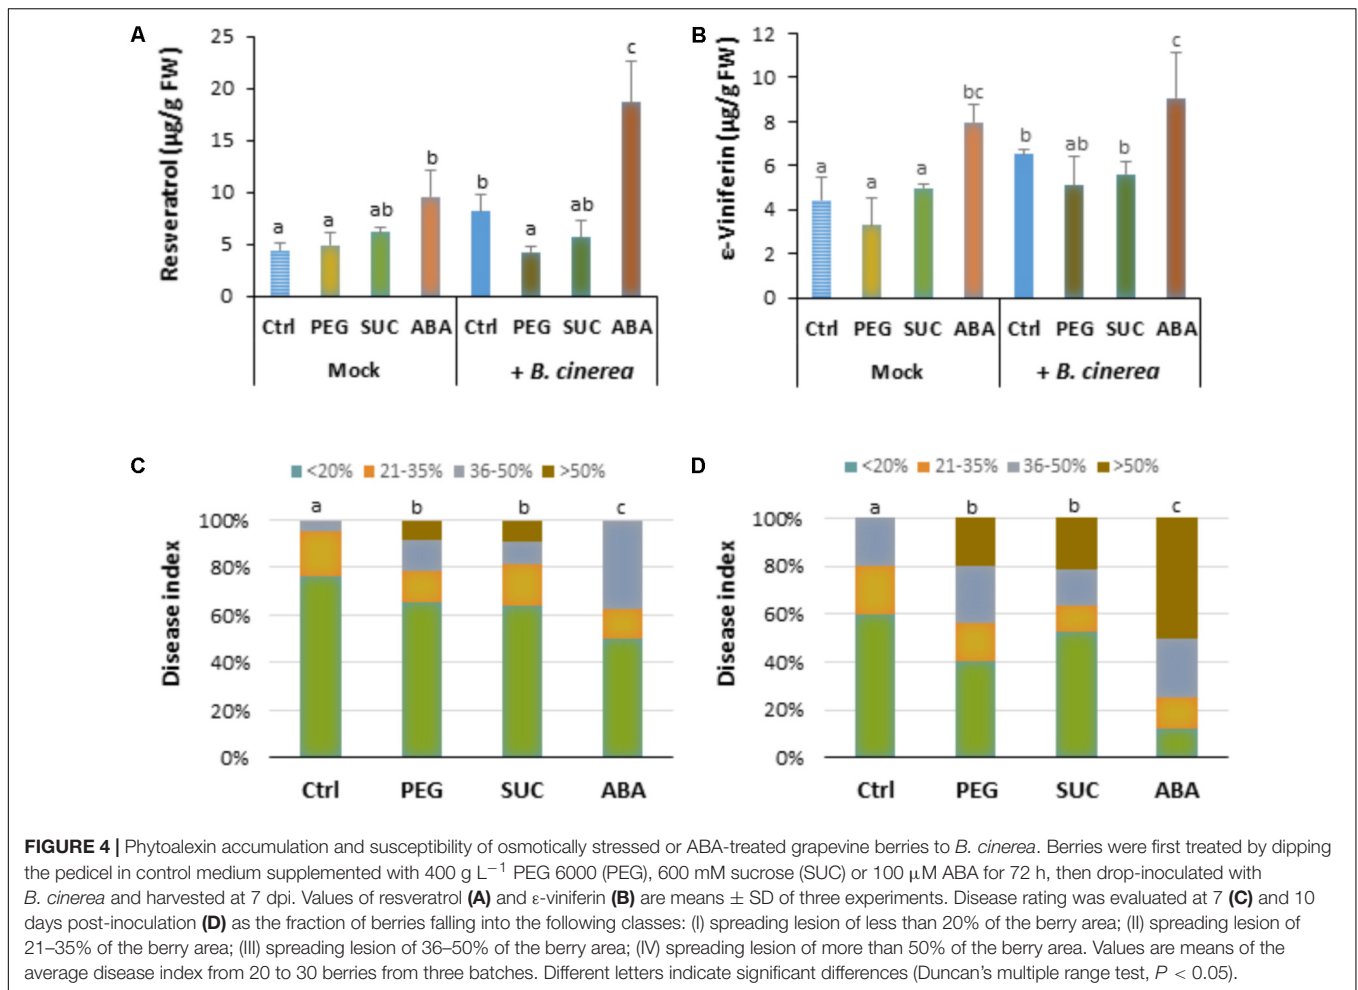 A
Resveratrol (µg/g FW)
25
20
15
10
5
0
a
a
ab
b
b
a
ab
c
Ctrl PEG SUC ABA Ctrl PEG SUC ABA
Mock + B. cinerea
B
ε-Viniferin (µg/g FW)
12
10
8
6
4
2
0
a
a
a
bc
b
ab
b
c
Ctrl PEG SUC ABA Ctrl PEG SUC ABA
Mock + B. cinerea
C
<20% 21-35% 36-50% >50%
a b b c
Disease index
100%
80%
60%
40%
20%
0%
Ctrl PEG SUC ABA
D
<20% 21-35% 36-50% >50%
a b b c
Disease index
100%
80%
60%
40%
20%
0%
Ctrl PEG SUC ABA
FIGURE 4 | Phytoalexin accumulation and susceptibility of osmotically stressed or ABA-treated grapevine berries to B. cinerea. Berries were first treated by dipping
the pedicel in control medium supplemented with 400 g L−1 PEG 6000 (PEG), 600 mM sucrose (SUC) or 100 µM ABA for 72 h, then drop-inoculated with
B. cinerea and harvested at 7 dpi. Values of resveratrol (A) and ε-viniferin (B) are means ± SD of three experiments. Disease rating was evaluated at 7 (C) and 10
days post-inoculation (D) as the fraction of berries falling into the following classes: (I) spreading lesion of less than 20% of the berry area; (II) spreading lesion of
21–35% of the berry area; (III) spreading lesion of 36–50% of the berry area; (IV) spreading lesion of more than 50% of the berry area. Values are means of the
average disease index from 20 to 30 berries from three batches. Different letters indicate significant differences (Duncan's multiple range test, P < 0.05).